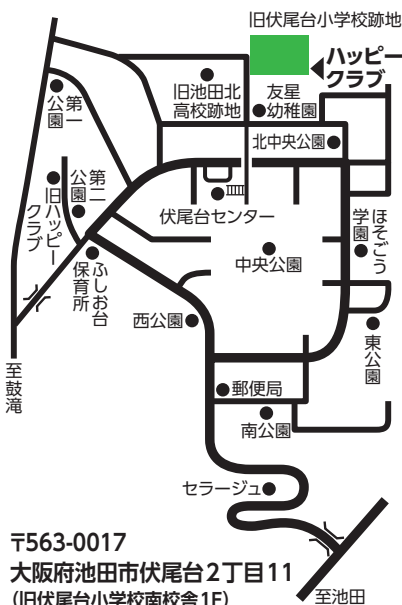 旧伏尾台小学校跡地
ハッピー
クラブ
旧池田北
高校跡地
友星
幼稚園
北中央公園
第一
公園
第二
公園
旧ハッピー
クラブ
伏尾台センター
ほそごう
学園
ふしお台
保育所
中央公園
西公園
東公園
至鼓滝
郵便局
南公園
セラージュ
〒563-0017
大阪府池田市伏尾台2丁目11
(旧伏尾台小学校南校舎1F)
至池田